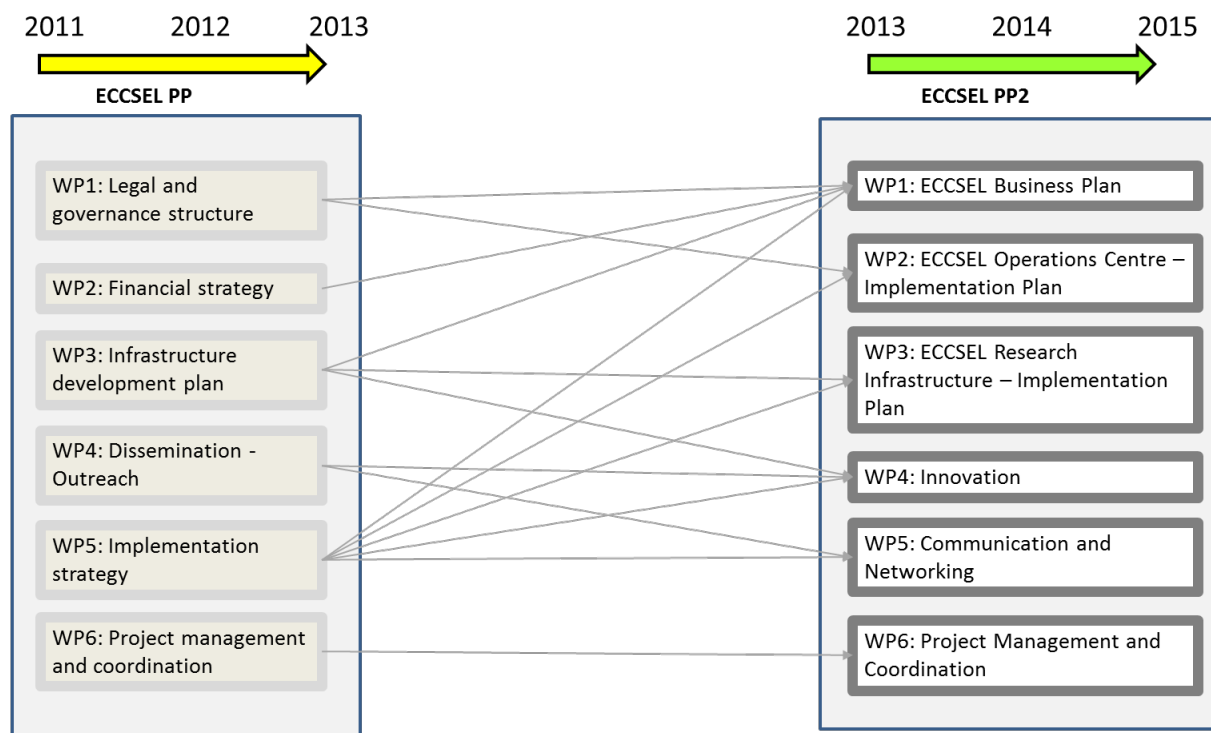 2011 2012 2013
ECCSEL PP
WP1: Legal and
governance structure
WP2: Financial strategy
WP3: Infrastructure
development plan
WP4: Dissemination -
Outreach
WP5: Implementation
strategy
WP6: Project management
and coordination
2013 2014 2015
ECCSEL PP2
WP1: ECCSEL Business Plan
WP2: ECCSEL Operations Centre –
Implementation Plan
WP3: ECCSEL Research
Infrastructure – Implementation
Plan
WP4: Innovation
WP5: Communication and
Networking
WP6: Project Management and
Coordination